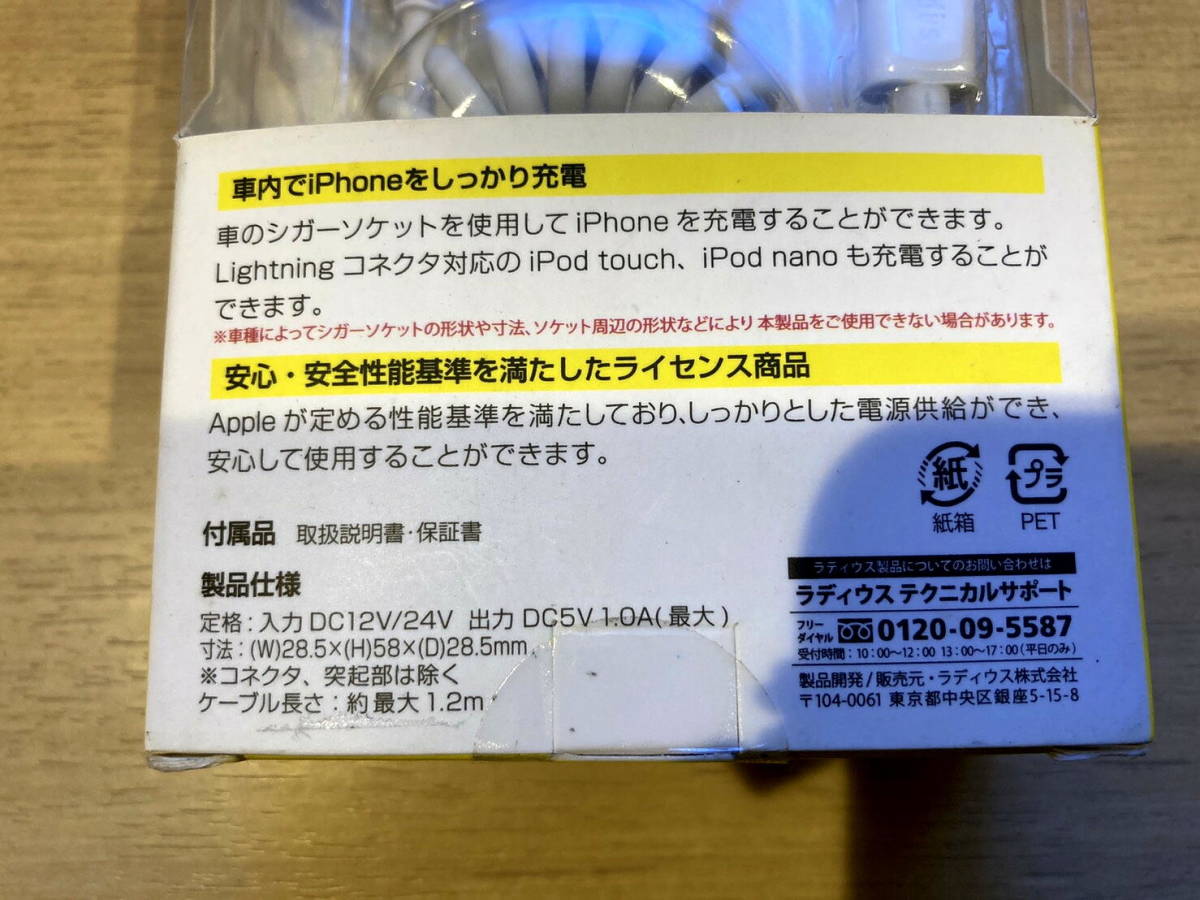 車内でiPhoneをしっかり充電
車のシガーソケットを使用して iPhone を充電することができます。
Lightning コネクタ対応の iPod touch、iPod nano も充電することが
できます。
※車種によってシガーソケットの形状や寸法、ソケット周辺の形状などにより 本製品をご使用できない場合があります。
安心・安全性能基準を満たしたライセンス商品
Apple が定める性能基準を満たしており、しっかりとした電源供給ができ、
安心して使用することができます。
紙
プラ
紙箱
PET
付属品 取扱説明書・保証書
製品仕様
定格 : 入力 DC12V/24V 出力 DC5V 1.0A( 最大 )
寸法 : (W)28.5×(H)58×(D)28.5mm
※コネクタ、突起部は除く
ケーブル長さ : 約 最大 1.2m
ラディウス製品についてのお問い合わせは
ラディウス テクニカルサポート
フリーダイヤル 0120-09-5587
受付時間 : 10 : 00〜12 : 00 13 : 00〜17 : 00 (平日のみ)
製品開発 / 販売元・ラディウス株式会社
〒104-0061 東京都中央区銀座5-15-8